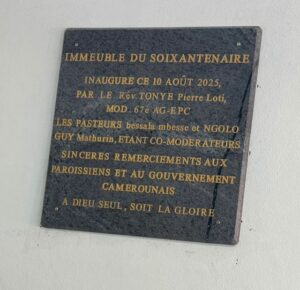 IMMEUBLE DU SOIXANTENAIRE
INAUGURE CE 10 AOÛT 2025,
PAR LE Rév. TONYE Pierre Loti,
MOD. 67è AG-EPC
LES PASTEURS bessala mbesse et NGOLO
GUY Mathurin, ETANT CO-MODERATEURS
SINCERES REMERCIEMENTS AUX
PAROISSIENS ET AU GOUVERNEMENT
CAMEROUNAIS
A DIEU SEUL, SOIT LA GLOIRE